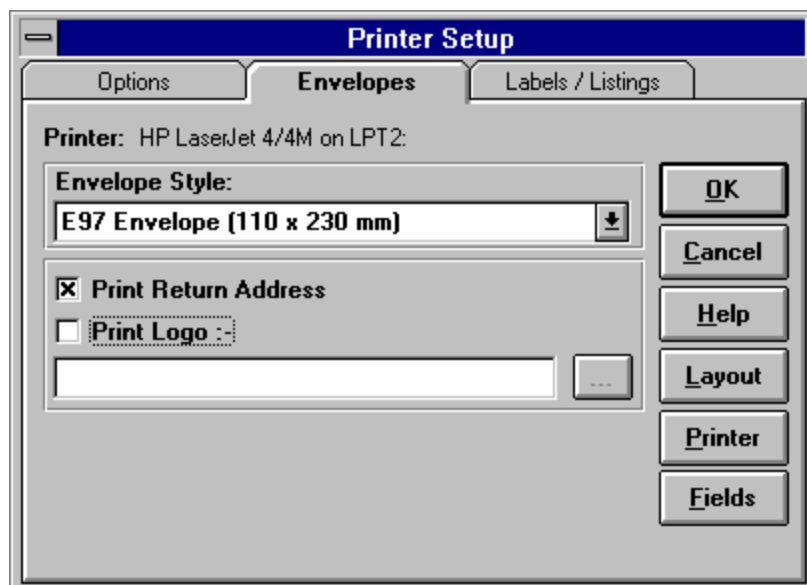 Printer Setup
Options
Envelopes
Labels / Listings
Printer: HP LaserJet 4/4M on LPT2:
Envelope Style:
E97 Envelope (110 x 230 mm)
Print Return Address
Print Logo :-
...
OK
Cancel
Help
Layout
Printer
Fields